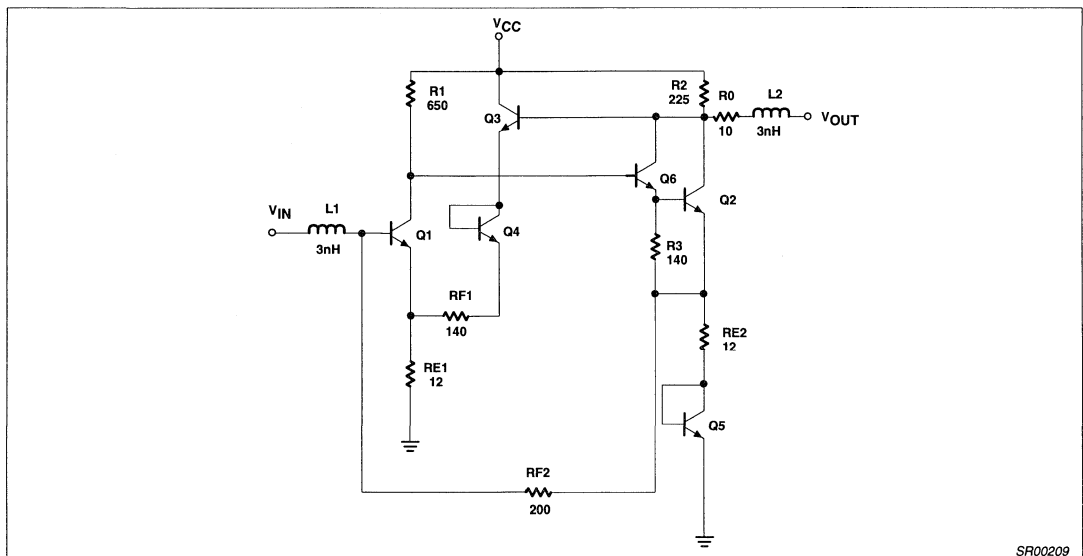 VCC
R1
650
R2
225
R0
10
L2
3nH
VOUT
Q3
Q6
Q2
VIN
L1
3nH
Q1
Q4
R3
140
RF1
140
RE1
12
RE2
12
Q5
RF2
200
SR00209